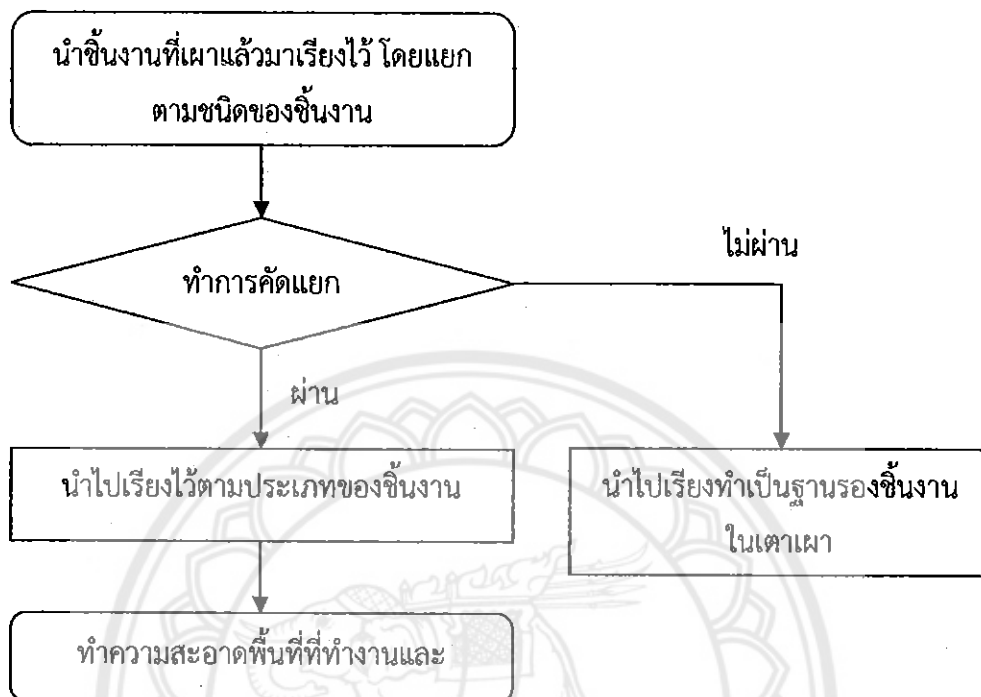 นำชิ้นงานที่เผาแล้วมาเรียงไว้ โดยแยก
ตามชนิดของชิ้นงาน
ทำการคัดแยก
ไม่ผ่าน
ผ่าน
นำไปเรียงไว้ตามประเภทของชิ้นงาน
นำไปเรียงทำเป็นฐานรองชิ้นงาน
ในเตาเผา
ทำความสะอาดพื้นที่ที่ทำงานและ